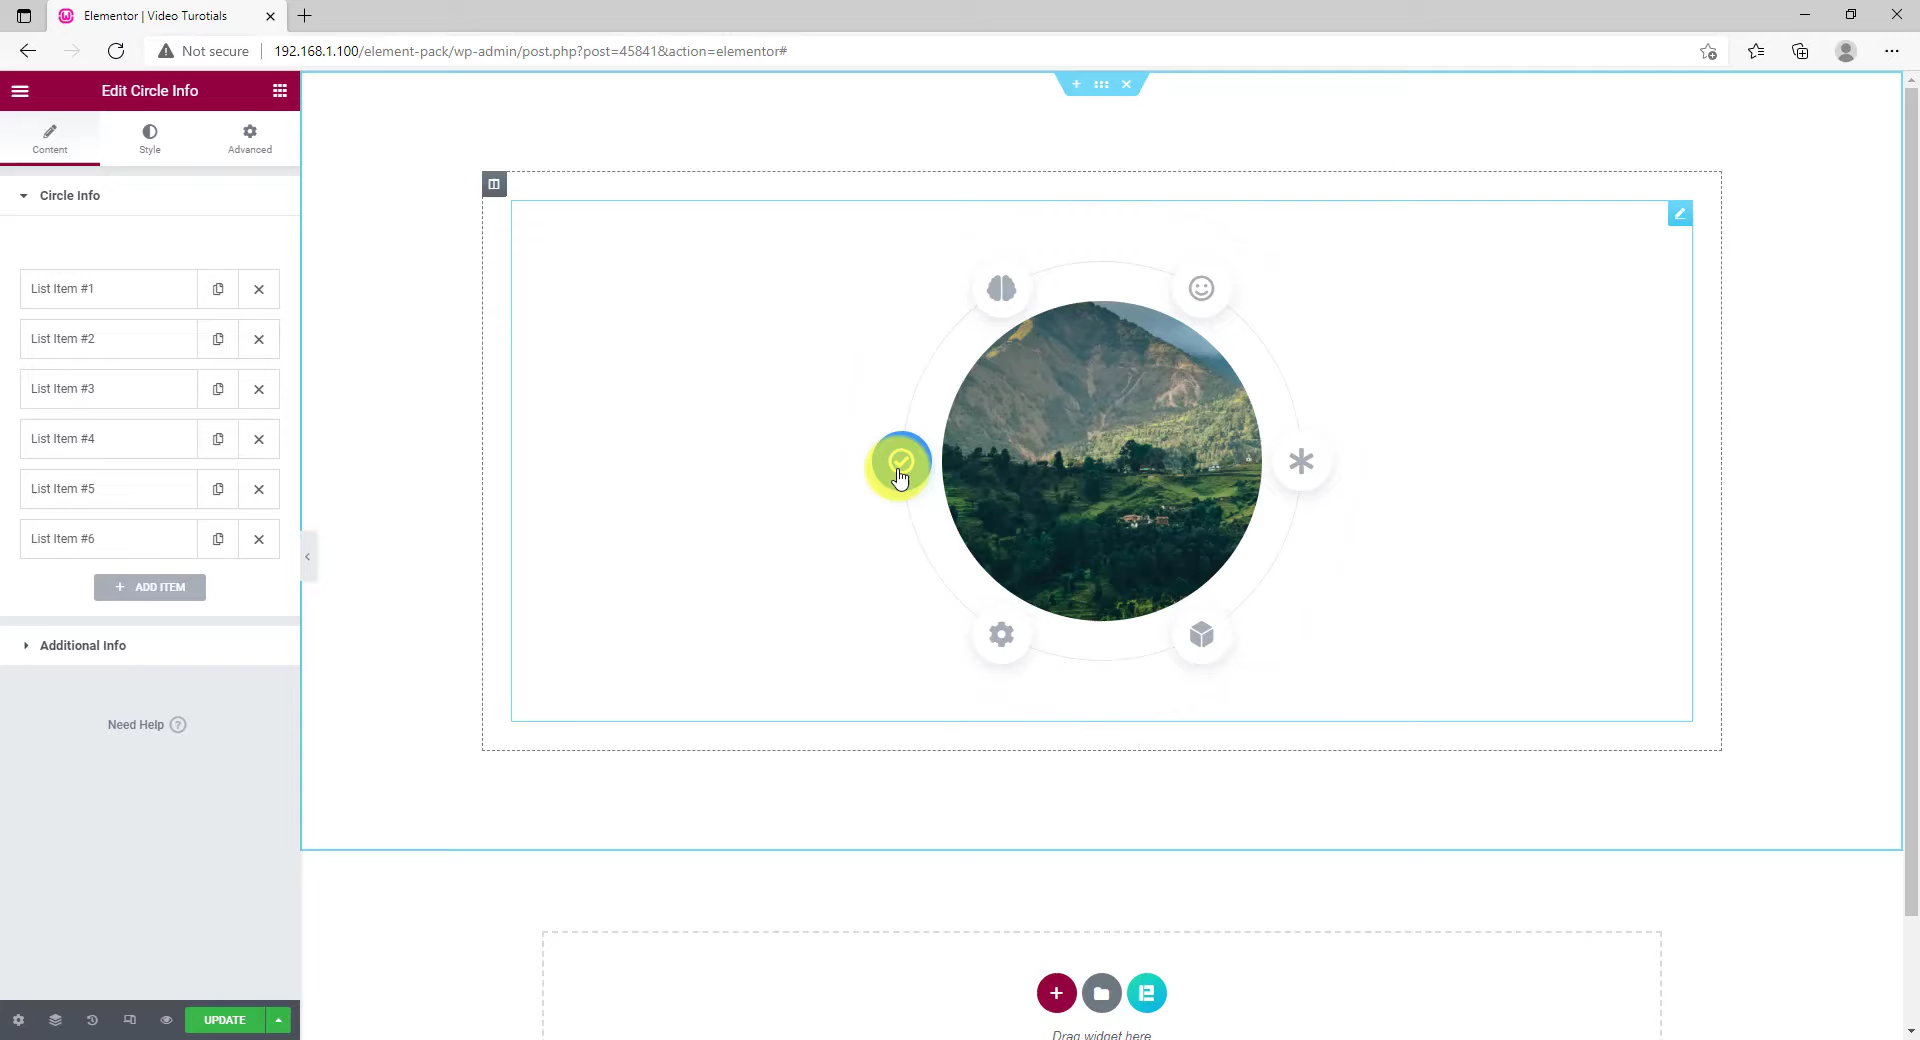 Elementor | Video Turotials
Not secure
192.168.1.100/element-pack/wp-admin/post.php?post=45841&action=elementor#
Edit Circle Info
Content
Style
Advanced
Circle Info
List Item #1
List Item #2
List Item #3
List Item #4
List Item #5
List Item #6
+ ADD ITEM
Additional Info
Need Help ?
UPDATE
Drag widget here